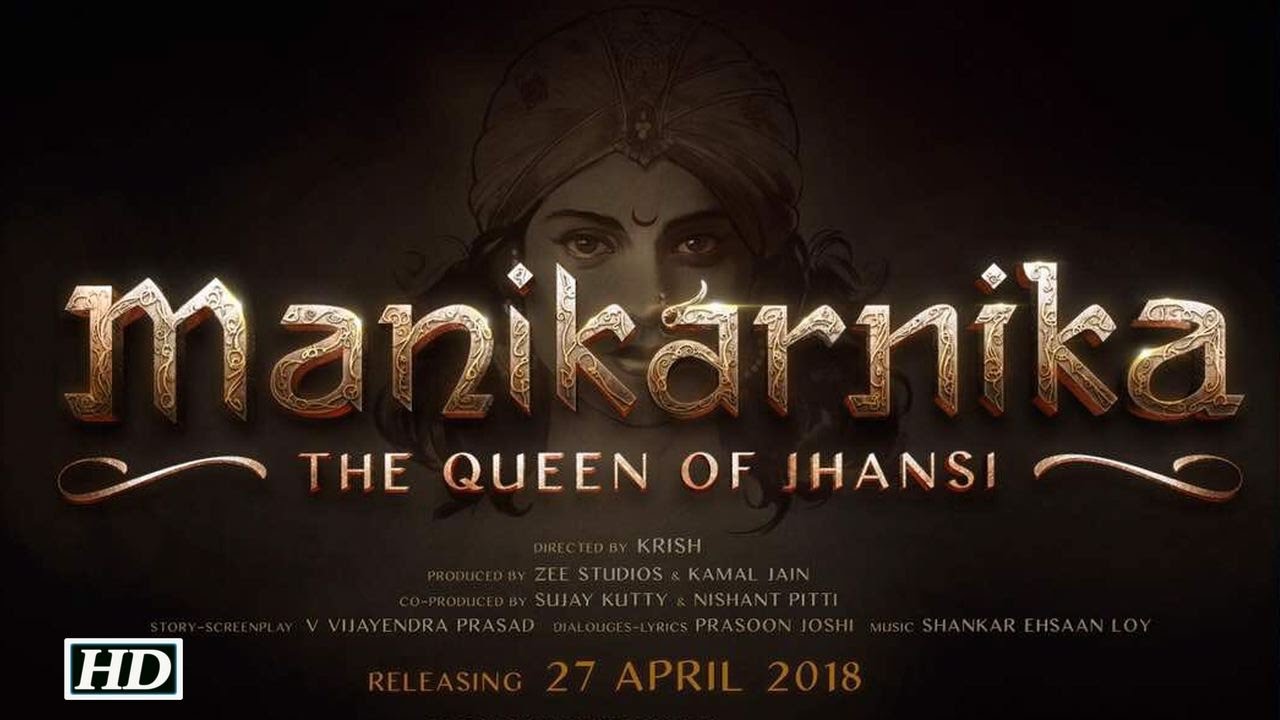 manikarnika
THE QUEEN OF JHANSI
DIRECTED BY KRISH
PRODUCED BY ZEE STUDIOS & KAMAL JAIN
CO-PRODUCED BY SUJAY KUTTY & NISHANT PITTI
STORY-SCREENPLAY V VIJAYENDRA PRASAD DIALOUGES-LYRICS PRASOON JOSHI MUSIC SHANKAR EHSAAN LOY
RELEASING 27 APRIL 2018
HD